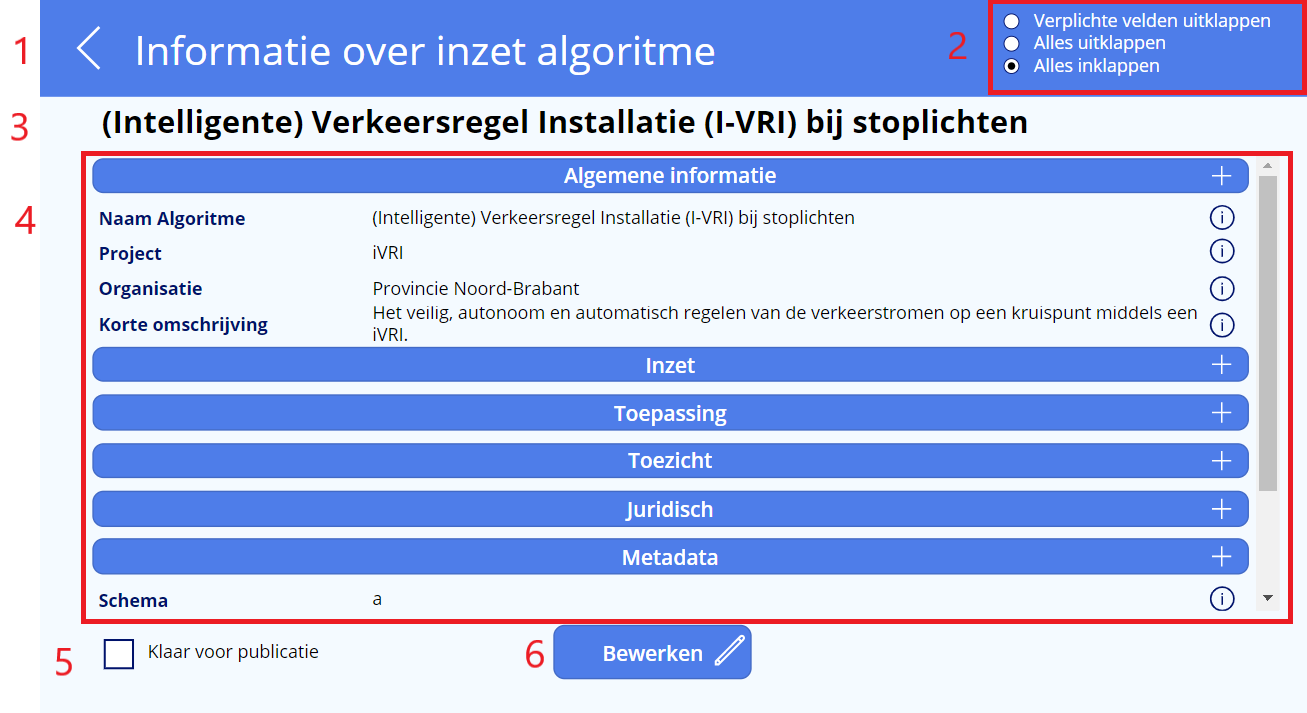 1
Informatie over inzet algoritme
2
Verplichte velden uitklappen
Alles uitklappen
Alles inklappen
3
(Intelligente) Verkeersregel Installatie (I-VRI) bij stoplichten
4
Algemene informatie
Naam Algoritme (Intelligente) Verkeersregel Installatie (I-VRI) bij stoplichten
Project iVRI
Organisatie Provincie Noord-Brabant
Korte omschrijving Het veilig, autonoom en automatisch regelen van de verkeerstromen op een kruispunt middels een
iVRI.
Inzet
Toepassing
Toezicht
Juridisch
Metadata
Schema a
5 Klaar voor publicatie
6 Bewerken